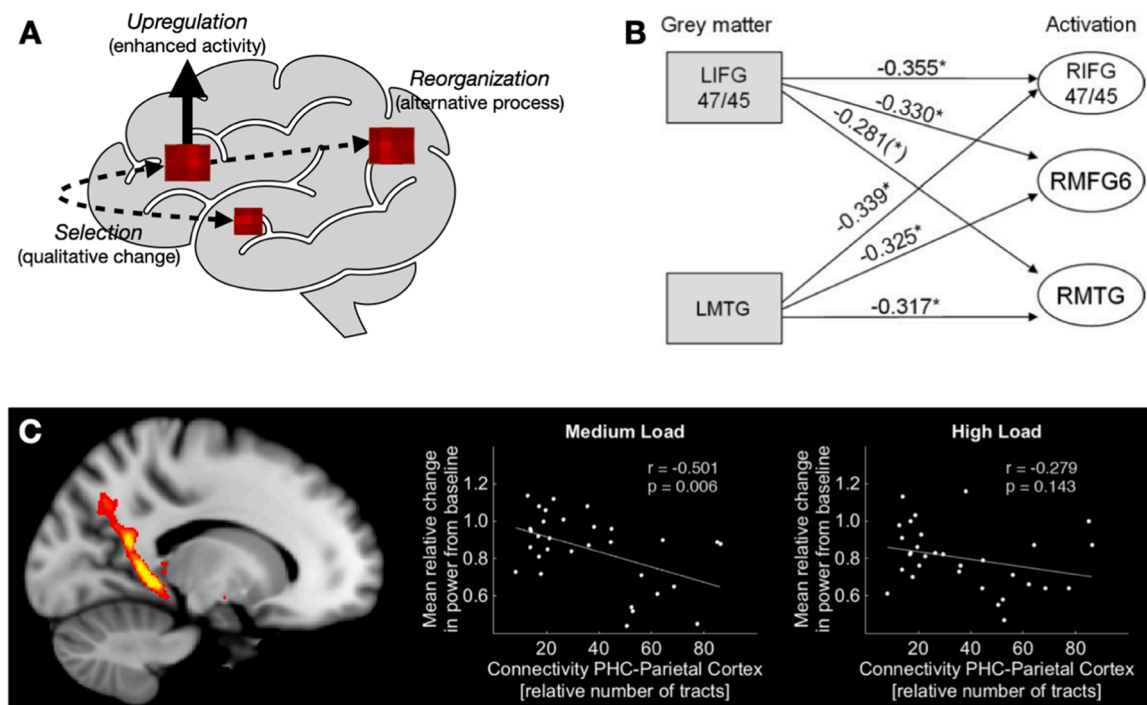 A
Upregulation
(enhanced activity)
Reorganization
(alternative process)
Selection
(qualitative change)
B
Grey matter
Activation
LIFG
47/45
LMTG
-0.355*
-0.330*
-0.281(*)
-0.339*
-0.325*
-0.317*
RIFG
47/45
RMFG6
RMTG
C
Medium Load
r = -0.501
p = 0.006
Mean relative change
in power from baseline
1.2
1.0
0.8
0.6
20 40 60 80
Connectivity PHC-Parietal Cortex
[relative number of tracts]
High Load
r = -0.279
p = 0.143
Mean relative change
in power from baseline
1.2
1.0
0.8
0.6
20 40 60 80
Connectivity PHC-Parietal Cortex
[relative number of tracts]